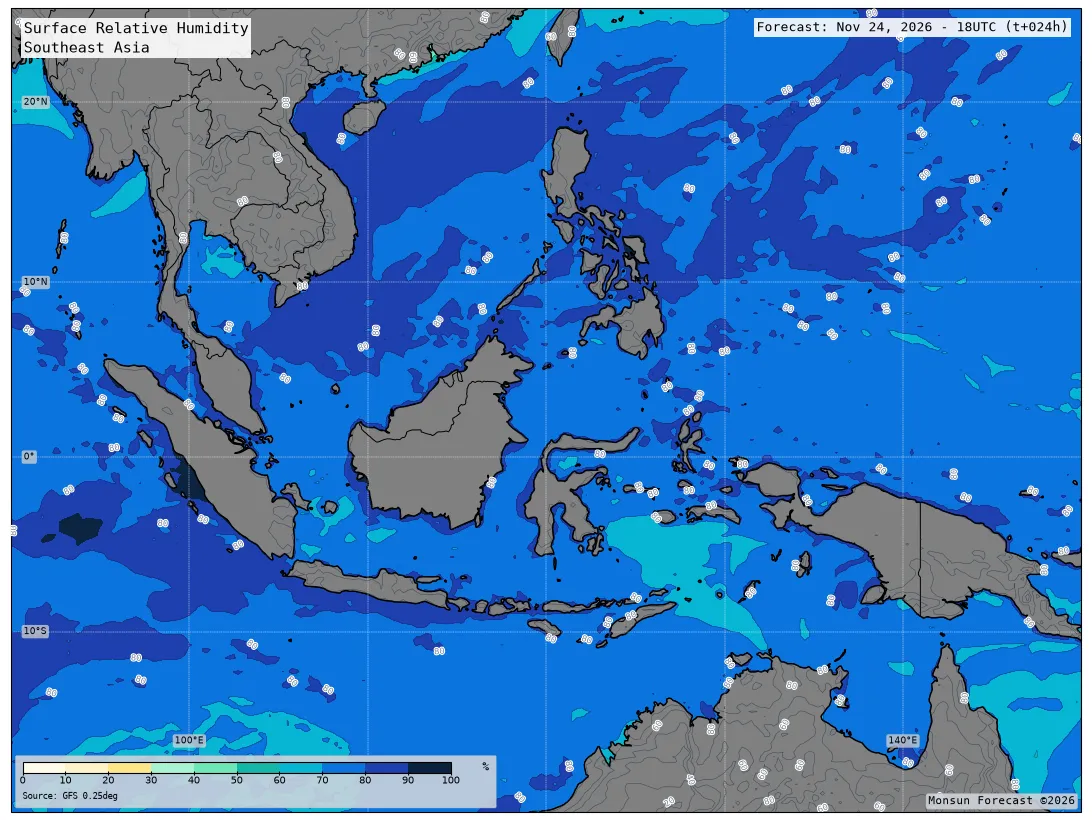 Surface Relative Humidity
Southeast Asia
Forecast: Nov 24, 2026 - 18UTC (t+024h)
20°N
10°N
0°
10°S
100°E
140°E
%
0 10 20 30 40 50 60 70 80 90 100
Source: GFS 0.25deg
Monsun Forecast ©2026